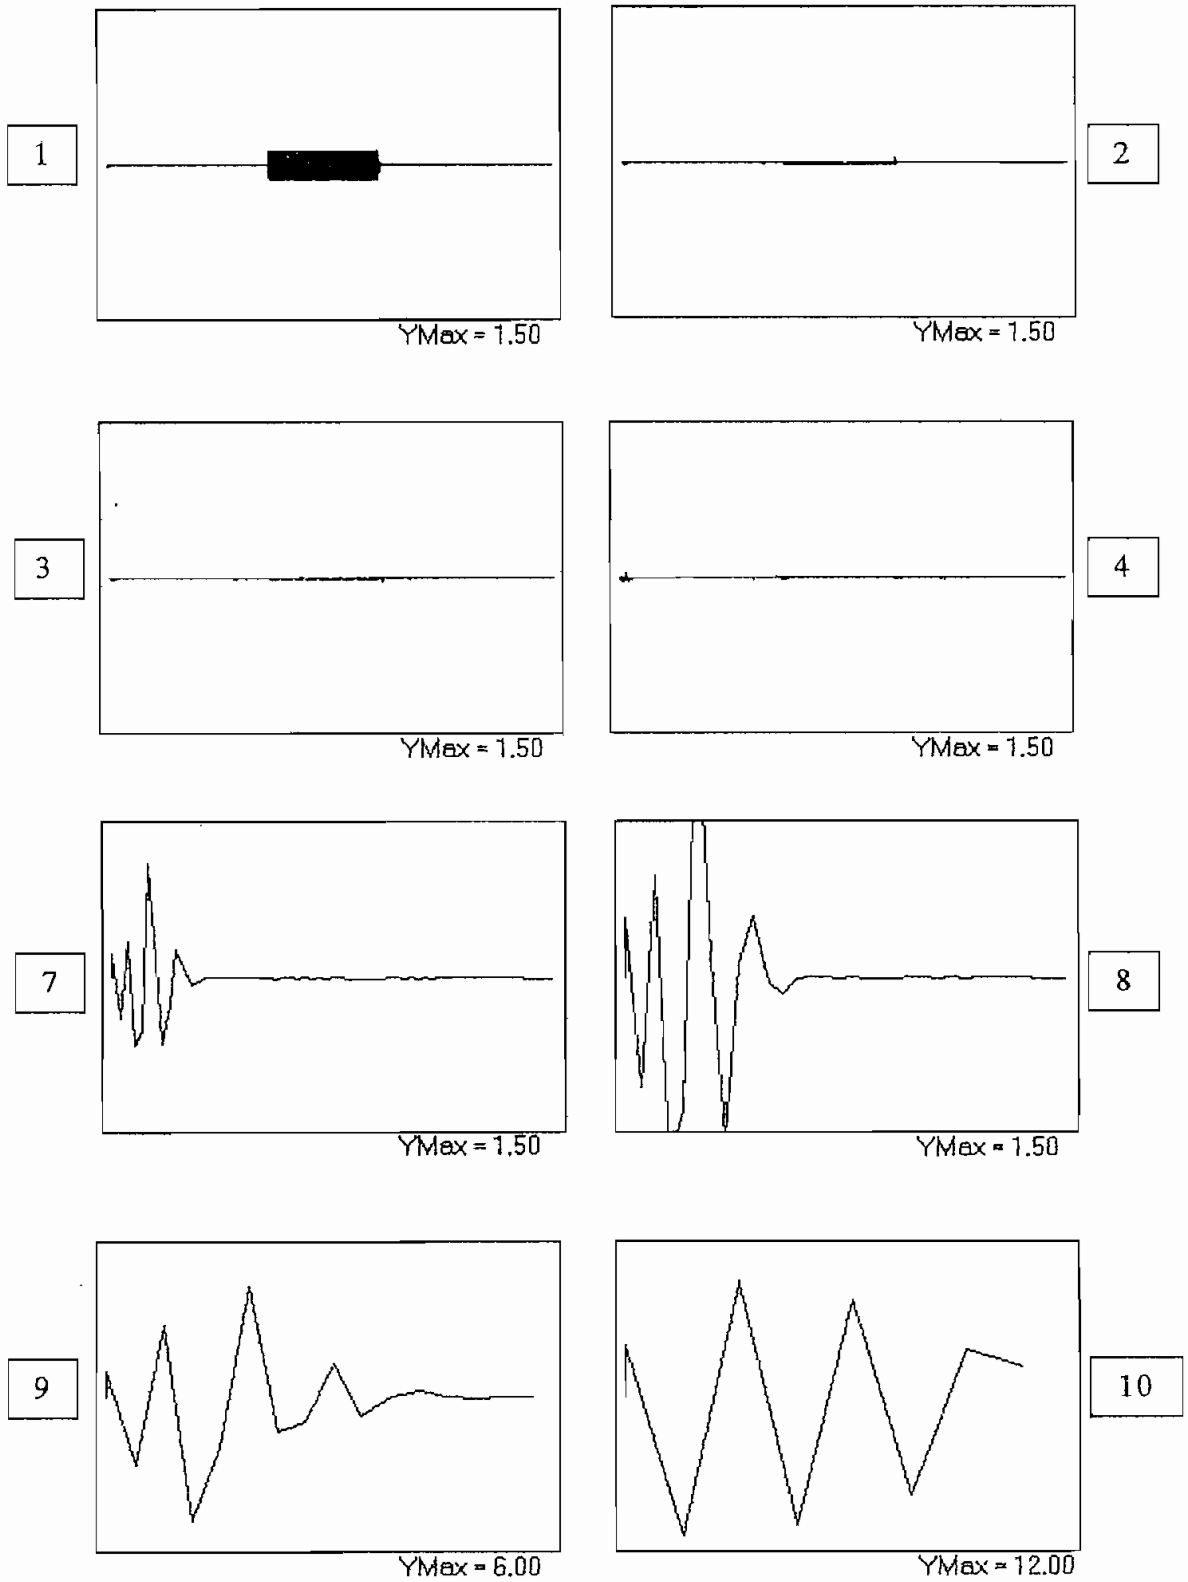 1
2
YMax = 1.50
YMax = 1.50
3
4
YMax = 1.50
YMax = 1.50
7
8
YMax = 1.50
YMax = 1.50
9
10
YMax = 6.00
YMax = 12.00